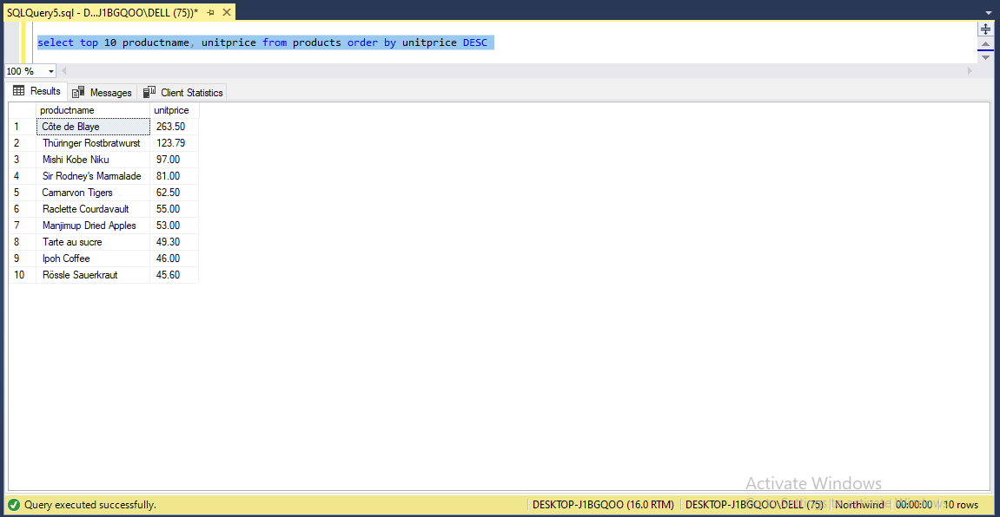 SQLQuery5.sql - D...J1BGQOO\DELL (75))*
select top 10 productname, unitprice from products order by unitprice DESC
100 %
Results Messages Client Statistics
productname unitprice
1 Côte de Blaye 263.50
2 Thüringer Rostbratwurst 123.79
3 Mishi Kobe Niku 97.00
4 Sir Rodney's Marmalade 81.00
5 Carnarvon Tigers 62.50
6 Raclette Courdavault 55.00
7 Manjimup Dried Apples 53.00
8 Tarte au sucre 49.30
9 Ipoh Coffee 46.00
10 Rössle Sauerkraut 45.60
Activate Windows
Query executed successfully. DESKTOP-J1BGQOO (16.0 RTM) DESKTOP-J1BGQOO\DELL (75) Northwind 00:00:00 10 rows